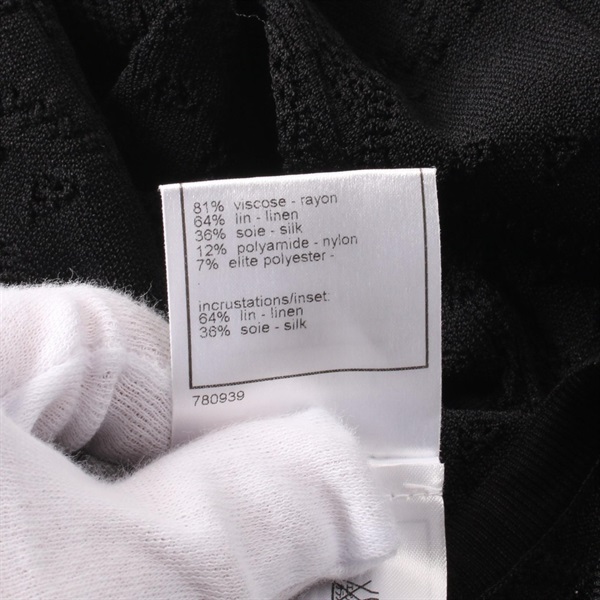 81% viscose - rayon
64% lin - linen
36% soie - silk
12% polyamide - nylon
7% elite polyester -
incrustations/inset:
64% lin - linen
36% soie - silk
780939